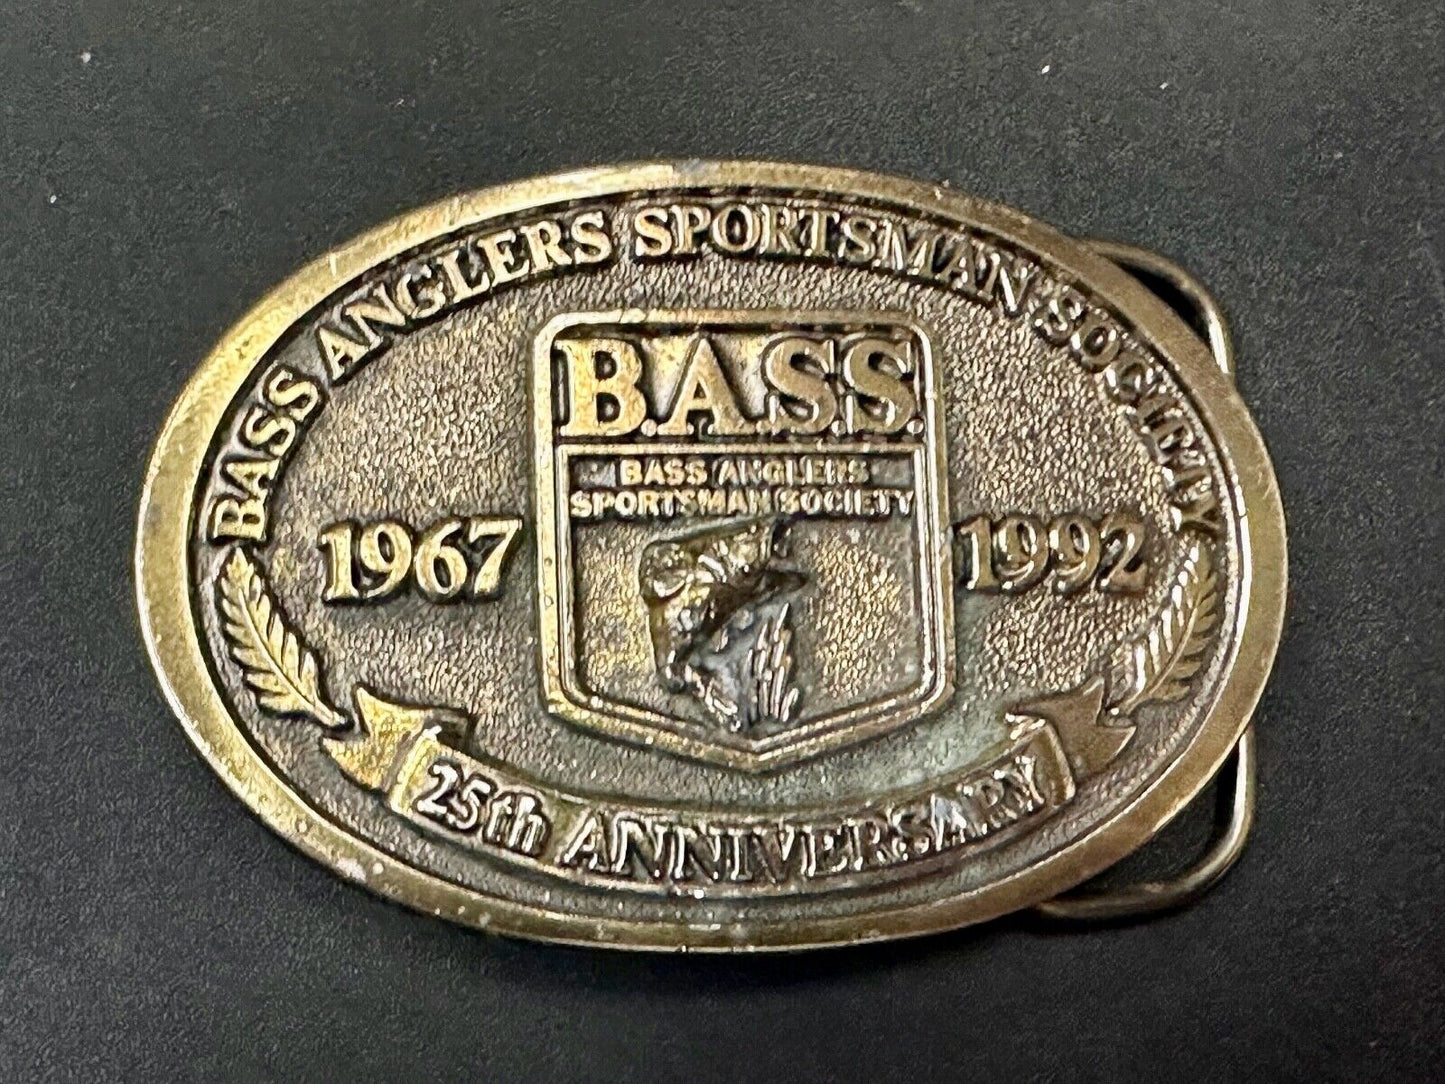 BASS ANGLERS SPORTSMAN SOCIETY
B.A.S.S.
BASS ANGLERS
SPORTSMAN SOCIETY
1967
1992
25th ANNIVERSARY